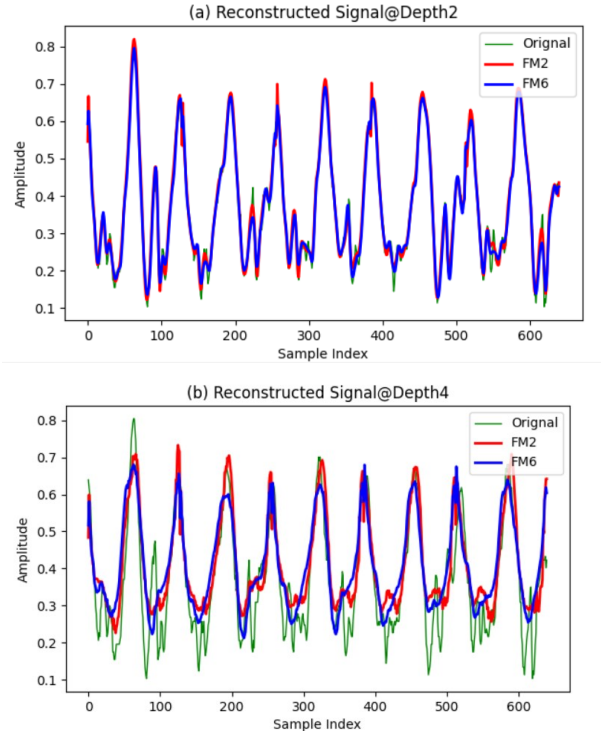 (a) Reconstructed Signal@Depth2
Orignal
FM2
FM6
0.8
0.7
0.6
0.5
0.4
0.3
0.2
0.1
Amplitude
0 100 200 300 400 500 600
Sample Index
(b) Reconstructed Signal@Depth4
Orignal
FM2
FM6
0.8
0.7
0.6
0.5
0.4
0.3
0.2
0.1
Amplitude
0 100 200 300 400 500 600
Sample Index